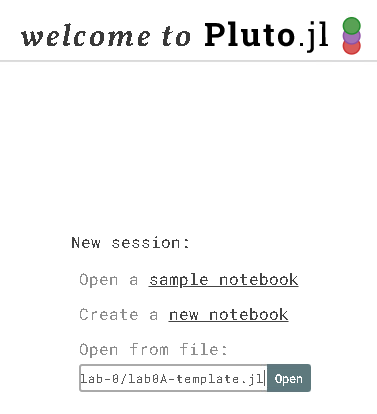 welcome to Pluto.jl
New session:
Open a sample notebook
Create a new notebook
Open from file:
lab-0/lab0A-template.jl Open